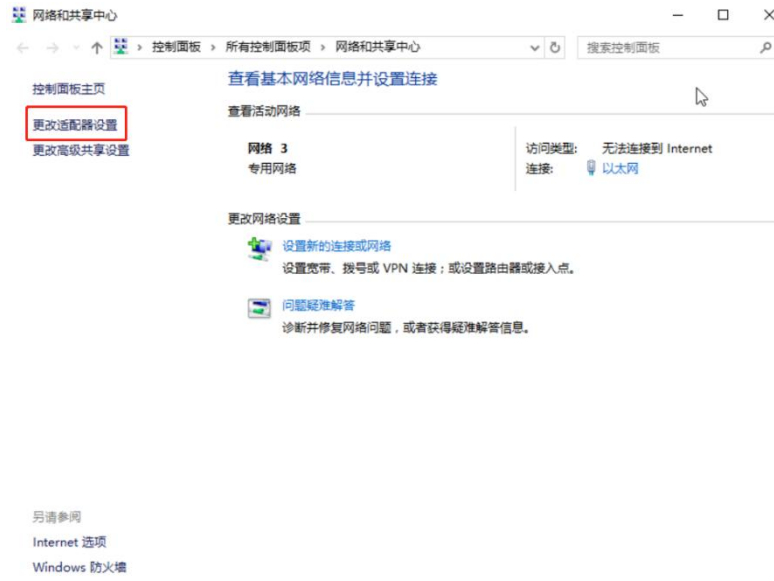 网络和共享中心
控制面板 › 所有控制面板项 › 网络和共享中心
搜索控制面板
控制面板主页
更改适配器设置
更改高级共享设置
查看基本网络信息并设置连接
查看活动网络
网络 3
专用网络
访问类型: 无法连接到 Internet
连接: 以太网
更改网络设置
设置新的连接或网络
设置宽带、拨号或 VPN 连接；或设置路由器或接入点。
问题疑难解答
诊断并修复网络问题，或者获得疑难解答信息。
另请参阅
Internet 选项
Windows 防火墙